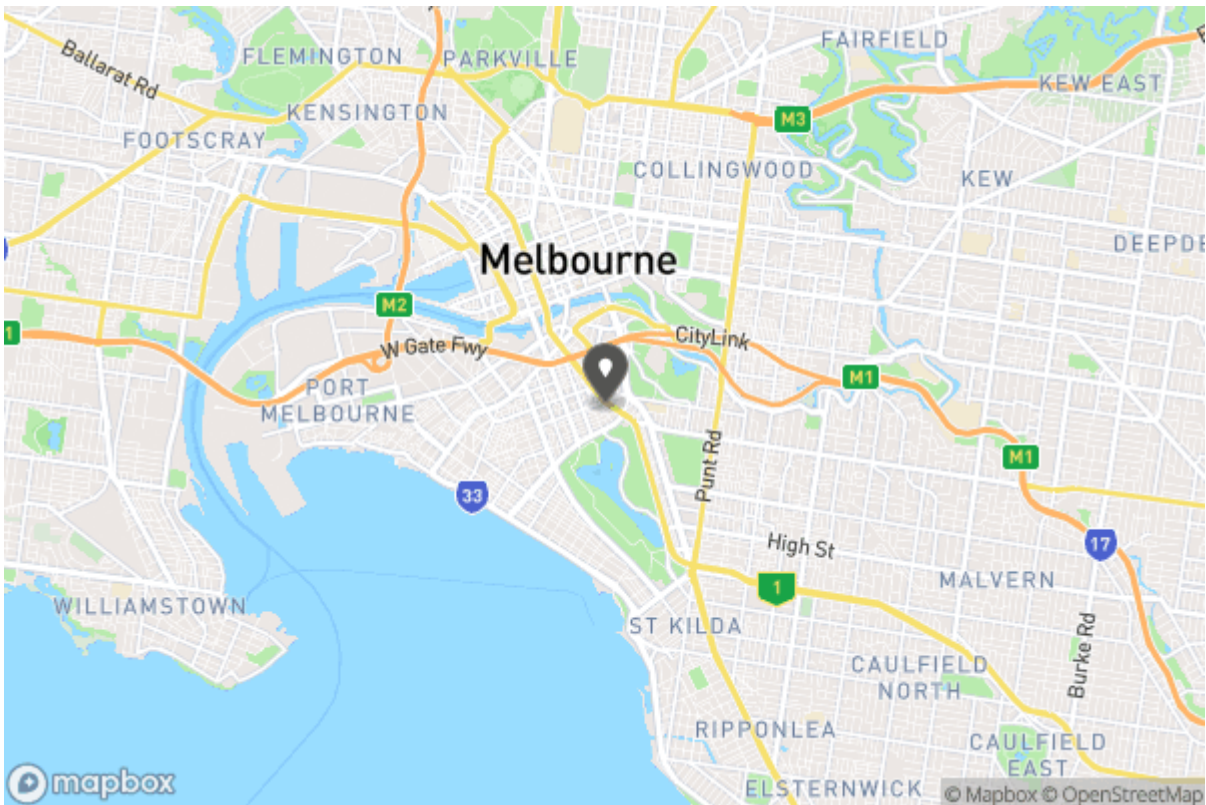 FAIRFIELD
FLEMINGTON
PARKVILLE
Ballarat Rd
KEW EAST
KENSINGTON
M3
FOOTSCRAY
COLLINGWOOD
KEW
DEEPDE
Melbourne
M2
1
CityLink
W Gate Fwy
M1
PORT
MELBOURNE
Punt Rd
M1
33
High St
17
MALVERN
1
WILLIAMSTOWN
ST KILDA
Burke Rd
CAULFIELD
NORTH
RIPPONLEA
CAULFIELD
EAST
mapbox
ELSTERNWICK
© Mapbox © OpenStreetMap